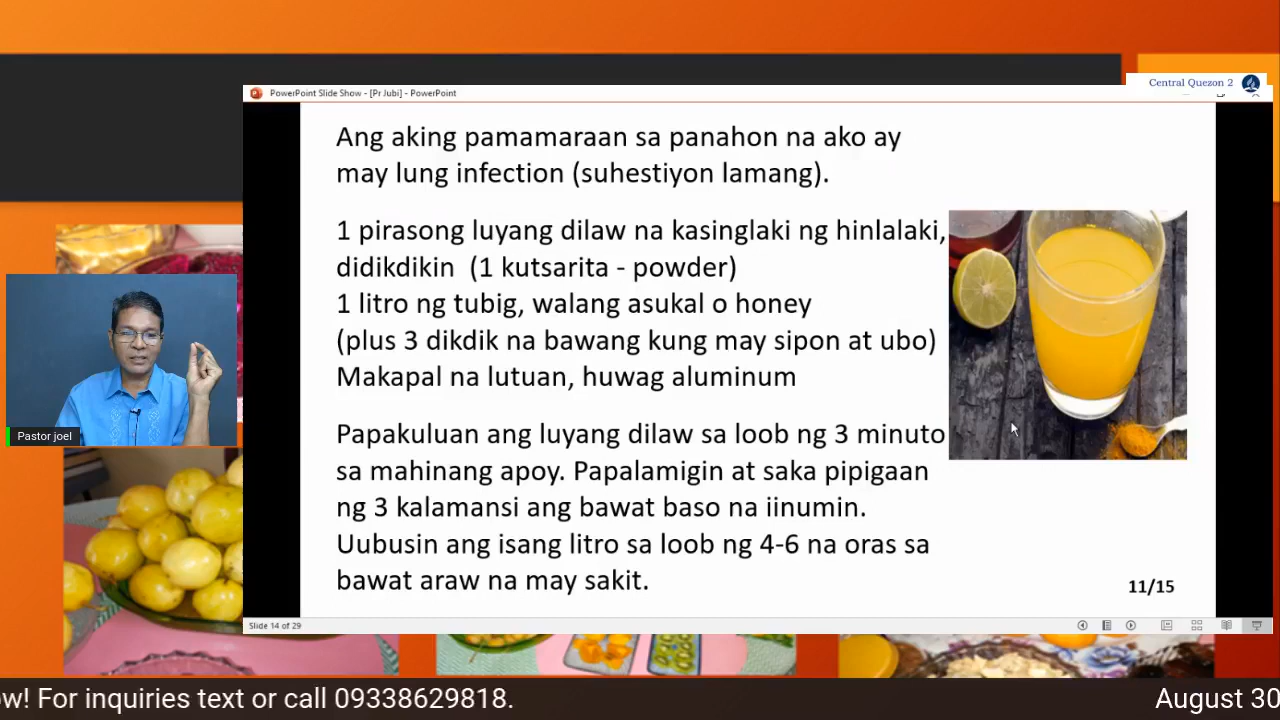 Central Quezon 2
PowerPoint Slide Show - [Pr Jubi] - PowerPoint
Ang aking pamamaraan sa panahon na ako ay
may lung infection (suhestiyon lamang).
1 pirasong luyang dilaw na kasinglaki ng hinlalaki,
didikdikin (1 kutsarita - powder)
1 litro ng tubig, walang asukal o honey
(plus 3 dikdik na bawang kung may sipon at ubo)
Makapal na lutuan, huwag aluminum
Papakuluan ang luyang dilaw sa loob ng 3 minuto
sa mahinang apoy. Papalamigin at saka pipigaan
ng 3 kalamansi ang bawat baso na iinumin.
Uubusin ang isang litro sa loob ng 4-6 na oras sa
bawat araw na may sakit.
11/15
Pastor joel
Slide 14 of 29
ow! For inquiries text or call 09338629818.
August 30